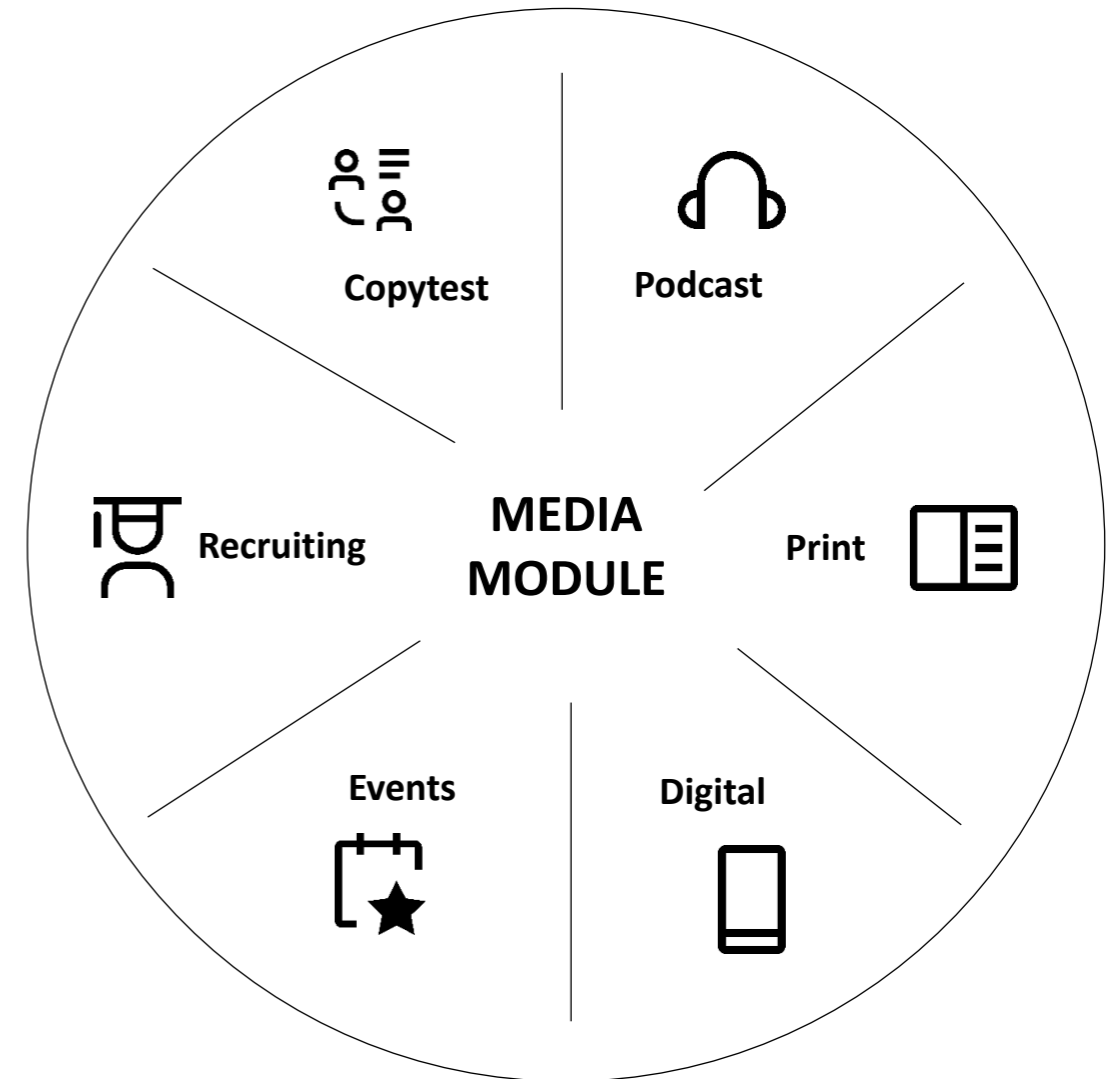 Copytest
Podcast
Recruiting
MEDIA
MODULE
Print
Events
Digital